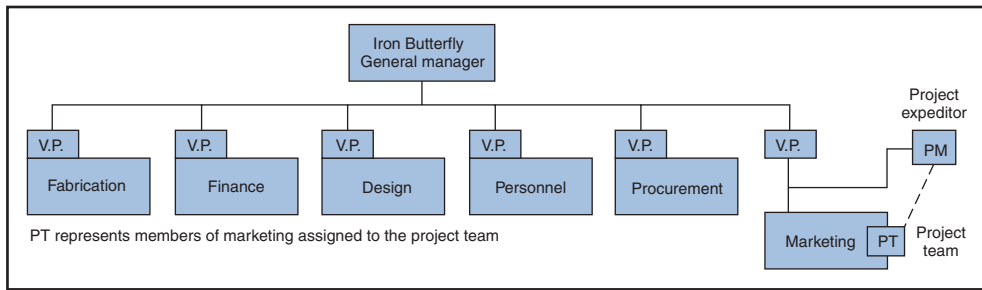 Iron Butterfly
General manager
Project
expeditor
V.P.
V.P.
V.P.
V.P.
V.P.
V.P.
PM
Fabrication
Finance
Design
Personnel
Procurement
PT represents members of marketing assigned to the project team
Marketing
PT
Project
team